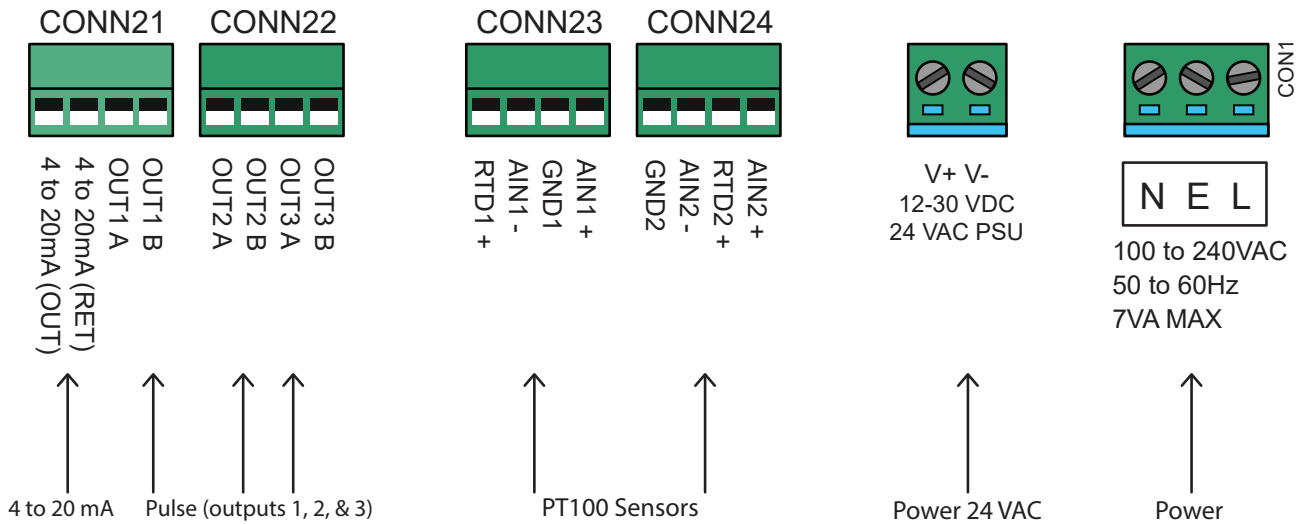 CONN21
CONN22
CONN23
CONN24
CON1
4 to 20mA (OUT)
4 to 20mA (RET)
OUT1 A
OUT1 B
OUT2 A
OUT2 B
OUT3 A
OUT3 B
RTD1 +
AIN1 -
GND1
AIN1 +
GND2
AIN2 -
RTD2 +
AIN2 +
V+ V-
12-30 VDC
24 VAC PSU
N E L
100 to 240VAC
50 to 60Hz
7VA MAX
4 to 20 mA
Pulse (outputs 1, 2, & 3)
PT100 Sensors
Power 24 VAC
Power